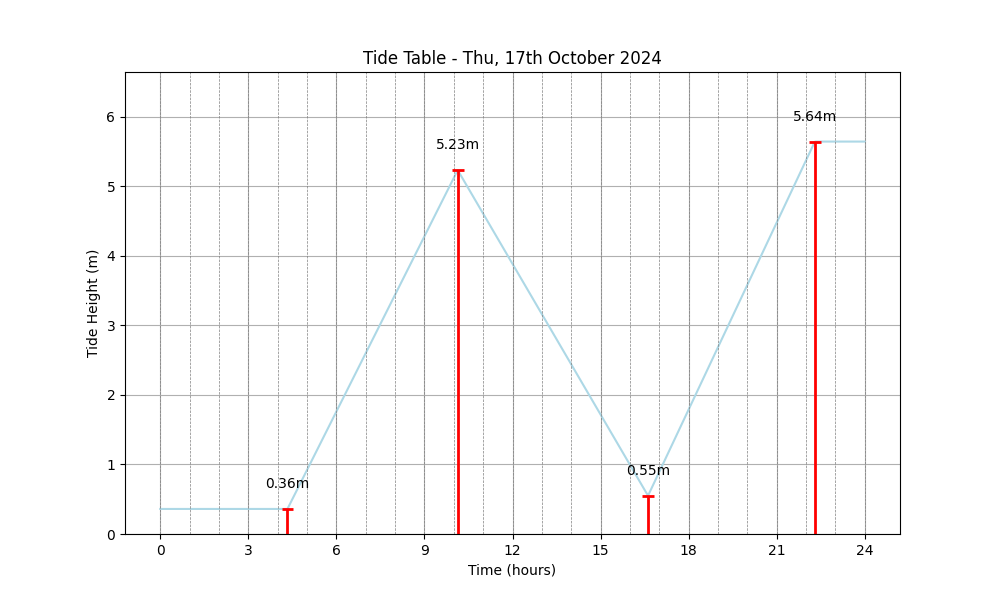 Tide Table - Thu, 17th October 2024
Tide Height (m)
6
5
4
3
2
1
0
5.64m
5.23m
0.55m
0.36m
0 3 6 9 12 15 18 21 24
Time (hours)